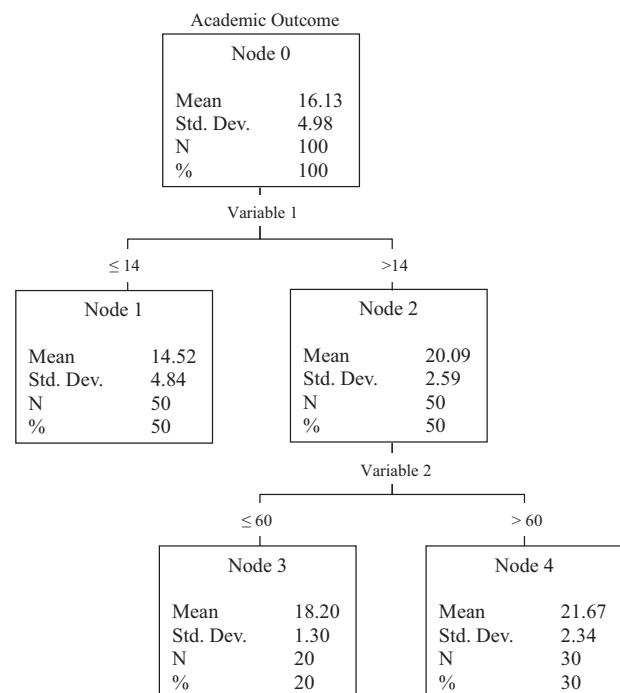 Academic Outcome
Node 0
Mean 16.13
Std. Dev. 4.98
N 100
% 100
Variable 1
≤ 14
>14
Node 1
Mean 14.52
Std. Dev. 4.84
N 50
% 50
Node 2
Mean 20.09
Std. Dev. 2.59
N 50
% 50
Variable 2
≤ 60
> 60
Node 3
Mean 18.20
Std. Dev. 1.30
N 20
% 20
Node 4
Mean 21.67
Std. Dev. 2.34
N 30
% 30